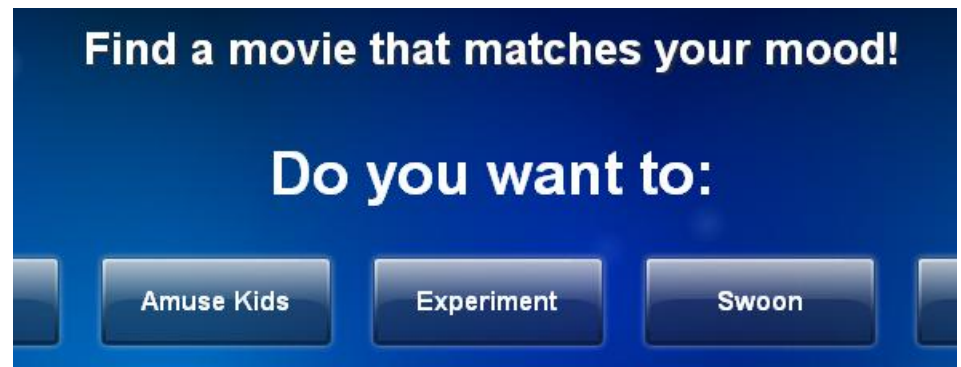 Find a movie that matches your mood!
Do you want to:
Amuse Kids Experiment Swoon